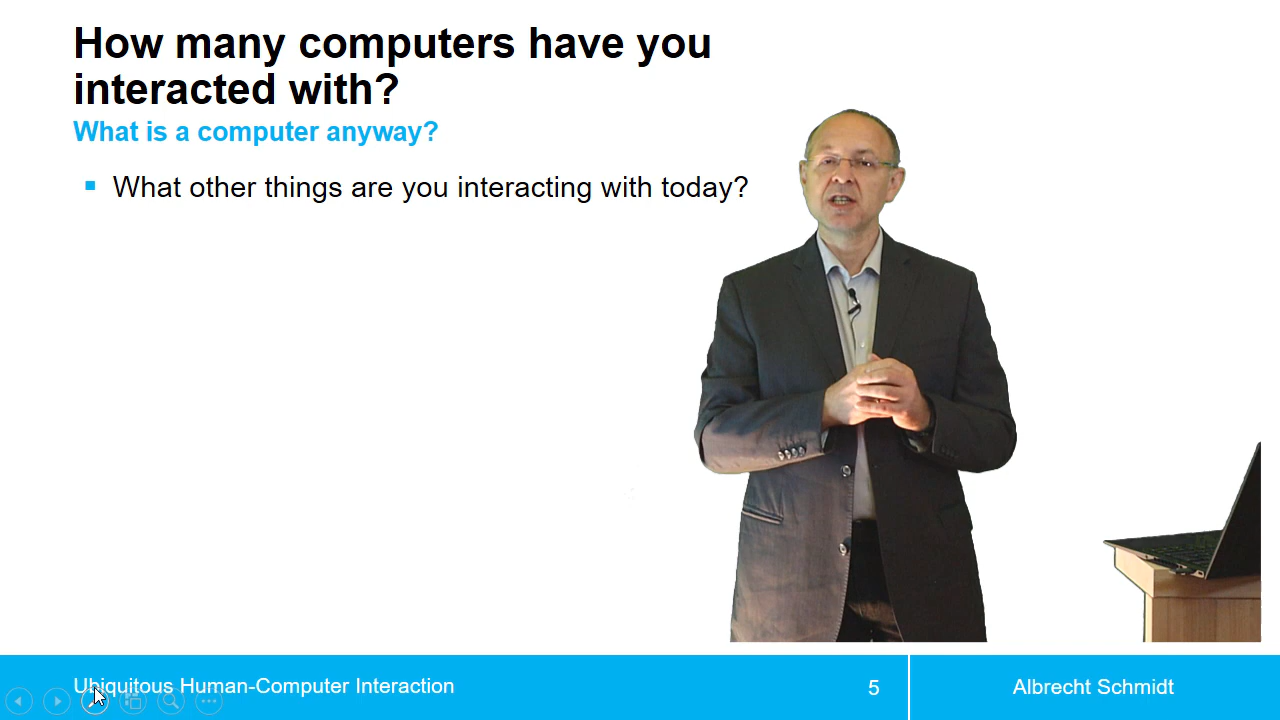 How many computers have you
interacted with?
What is a computer anyway?
What other things are you interacting with today?
Ubiquitous Human-Computer Interaction
5
Albrecht Schmidt